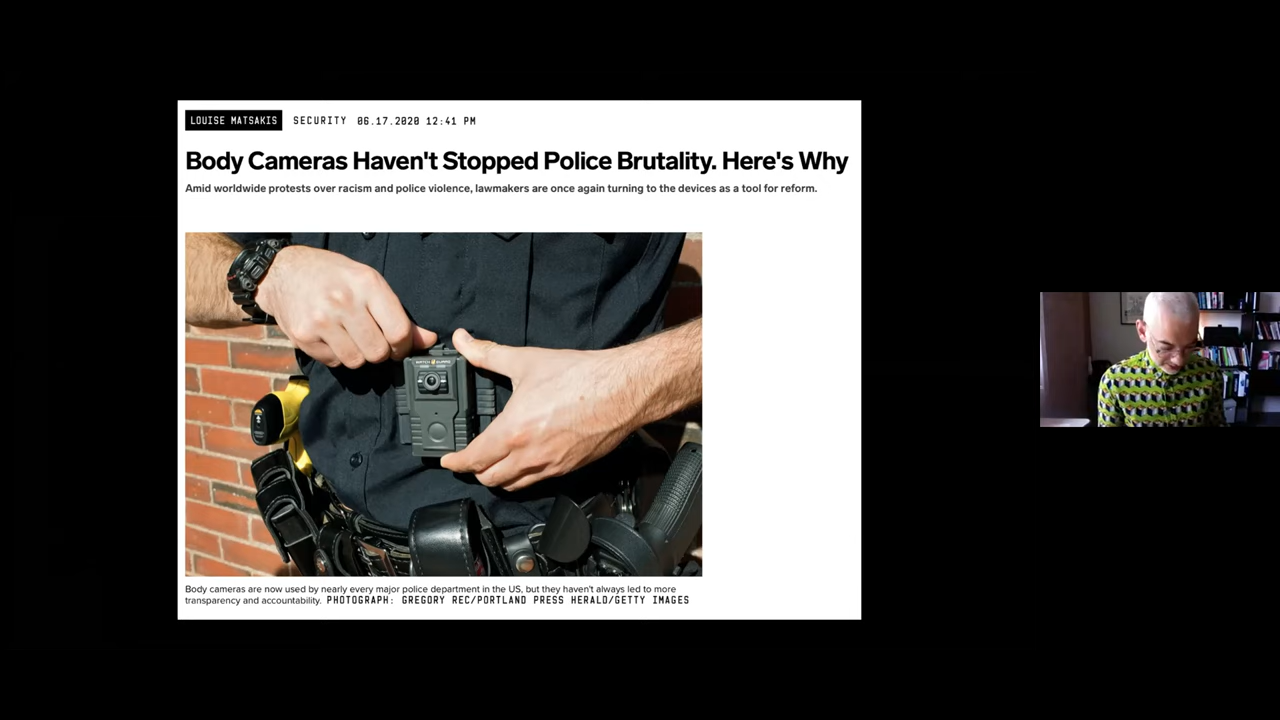 LOUISE MATSAKIS SECURITY 06.17.2020 12:41 PM
Body Cameras Haven't Stopped Police Brutality. Here's Why
Amid worldwide protests over racism and police violence, lawmakers are once again turning to the devices as a tool for reform.
WATCH GUARD
Body cameras are now used by nearly every major police department in the US, but they haven't always led to more
transparency and accountability. PHOTOGRAPH: GREGORY REC/PORTLAND PRESS HERALD/GETTY IMAGES